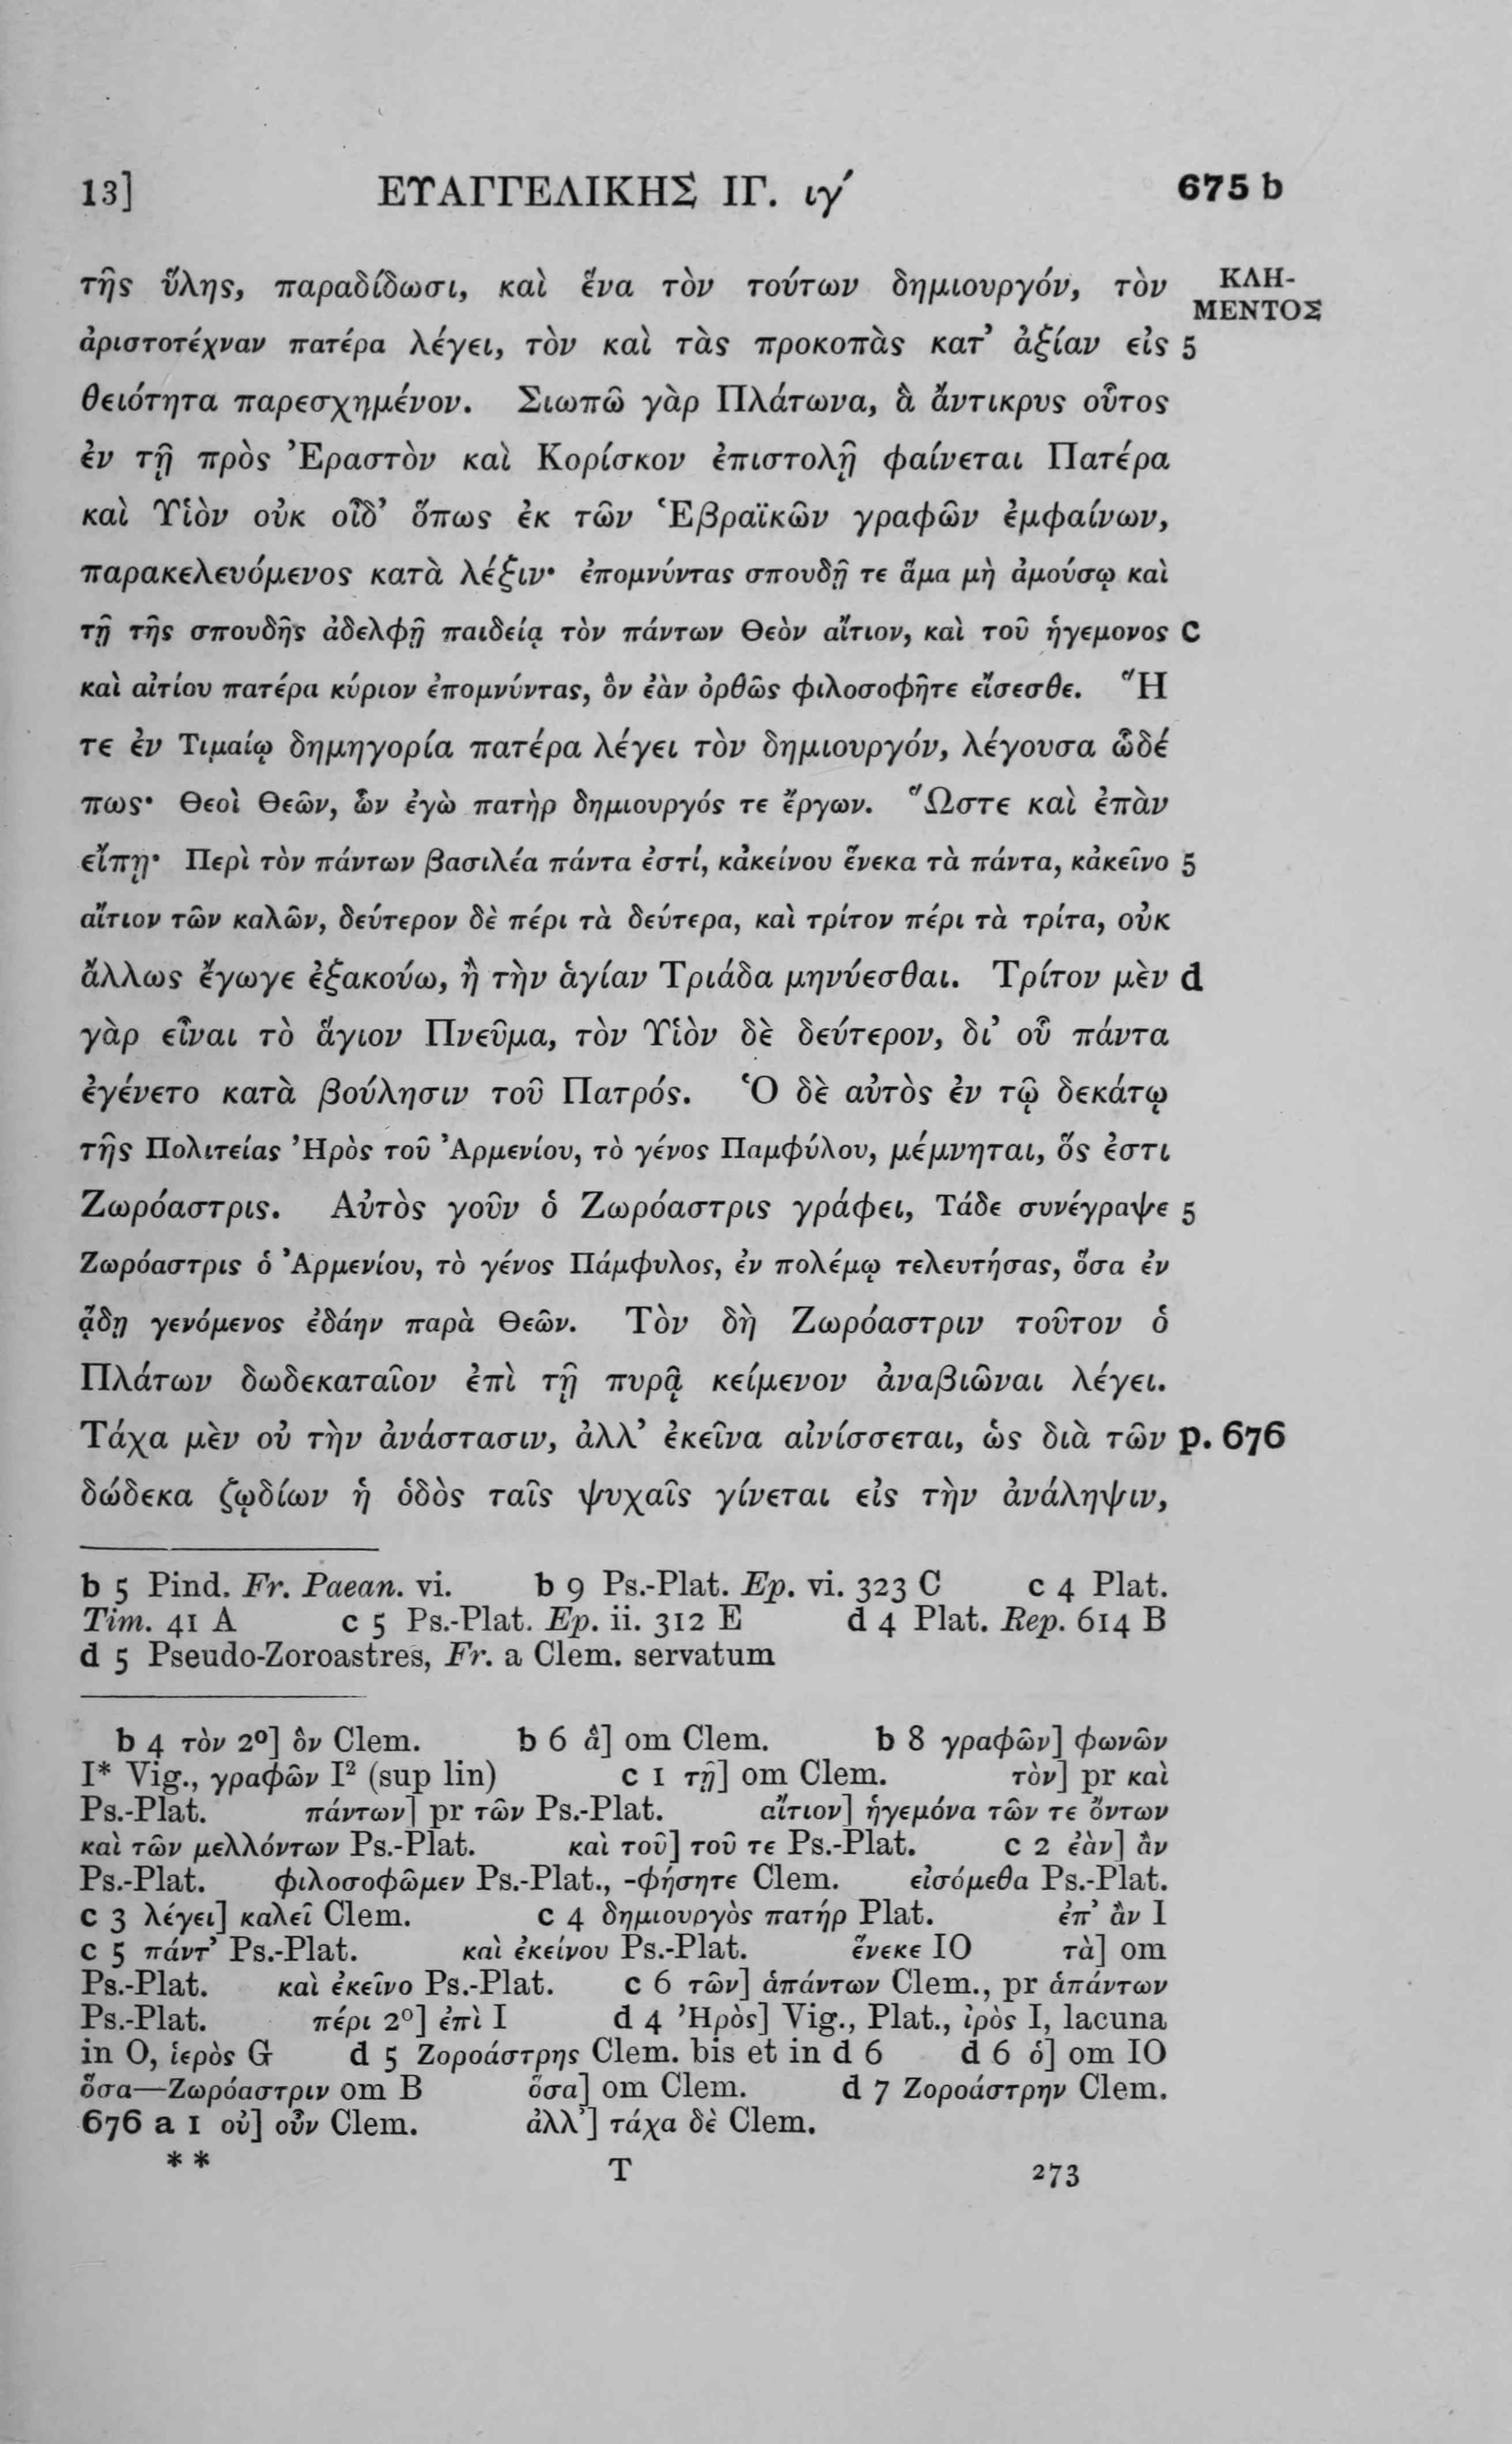 13] ΕΥΑΓΓΕΛΙΚΗΣ ΙΓ. ιγ´ 675 b
τῆς ὕλης, παραδίδωσι, καὶ ἕνα τὸν τούτων δημιουργόν, τὸν ΚΛΗ-
ΜΕΝΤΟΣ
ἀριστοτέχναν πατέρα λέγει, τὸν καὶ τὰς προκοπὰς κατ’ ἀξίαν εἰς 5
θειότητα παρεσχημένον. Σιωπῶ γὰρ Πλάτωνα, ἃ ἄντικρυς οὗτος
ἐν τῇ πρὸς Ἐραστὸν καὶ Κορίσκον ἐπιστολῇ φαίνεται Πατέρα
καὶ Υἱὸν οὐκ οἶδ’ ὅπως ἐκ τῶν Ἑβραϊκῶν γραφῶν ἐμφαίνων,
παρακελευόμενος κατὰ λέξιν· ἐπομνύντας σπουδῇ τε ἅμα μὴ ἀμούσῳ καὶ
τῇ τῆς σπουδῆς ἀδελφῇ παιδείᾳ τὸν πάντων Θεὸν αἴτιον, καὶ τοῦ ἡγεμονος c
καὶ αἰτίου πατέρα κύριον ἐπομνύντας, ὃν ἐὰν ὀρθῶς φιλοσοφῆτε εἴσεσθε. Ἥ
τε ἐν Τιμαίῳ δημηγορία πατέρα λέγει τὸν δημιουργόν, λέγουσα ὧδέ
πως· Θεοὶ Θεῶν, ὧν ἐγὼ πατὴρ δημιουργός τε ἔργων. Ὥστε καὶ ἐπὰν
εἴπῃ· Περὶ τὸν πάντων βασιλέα πάντα ἐστί, κἀκείνου ἕνεκα τὰ πάντα, κἀκεῖνο 5
αἴτιον τῶν καλῶν, δεύτερον δὲ πέρι τὰ δεύτερα, καὶ τρίτον πέρι τὰ τρίτα, οὐκ
ἄλλως ἔγωγε ἐξακούω, ἢ τὴν ἁγίαν Τριάδα μηνύεσθαι. Τρίτον μὲν d
γὰρ εἶναι τὸ ἅγιον Πνεῦμα, τὸν Υἱὸν δὲ δεύτερον, δι’ οὗ πάντα
ἐγένετο κατὰ βούλησιν τοῦ Πατρός. Ὁ δὲ αὐτὸς ἐν τῷ δεκάτῳ
τῆς Πολιτείας Ἠρὸς τοῦ Ἀρμενίου, τὸ γένος Παμφύλου, μέμνηται, ὅς ἐστι
Ζωρόαστρις. Αὐτὸς γοῦν ὁ Ζωρόαστρις γράφει, Τάδε συνέγραψε 5
Ζωρόαστρις ὁ Ἀρμενίου, τὸ γένος Πάμφυλος, ἐν πολέμῳ τελευτήσας, ὅσα ἐν
ᾅδῃ γενόμενος ἐδάην παρὰ Θεῶν. Τὸν δὴ Ζωρόαστριν τοῦτον ὁ
Πλάτων δωδεκαταῖον ἐπὶ τῇ πυρᾷ κείμενον ἀναβιῶναι λέγει.
Τάχα μὲν οὐ τὴν ἀνάστασιν, ἀλλ’ ἐκεῖνα αἰνίσσεται, ὡς διὰ τῶν p. 676
δώδεκα ζῳδίων ἡ ὁδὸς ταῖς ψυχαῖς γίνεται εἰς τὴν ἀνάληψιν,
b 5 Pind. Fr. Paean. vi. b 9 Ps.-Plat. Ep. vi. 323 C c 4 Plat.
Tim. 41 A c 5 Ps.-Plat. Ep. ii. 312 E d 4 Plat. Rep. 614 B
d 5 Pseudo-Zoroastres, Fr. a Clem. servatum
b 4 τὸν 2º] ὃν Clem. b 6 ἃ] om Clem. b 8 γραφῶν] φωνῶν
I* Vig., γραφῶν I² (sup lin) c 1 τῇ] om Clem. τὸν] pr καὶ
Ps.-Plat. πάντων] pr τῶν Ps.-Plat. αἴτιον] ἡγεμόνα τῶν τε ὄντων
καὶ τῶν μελλόντων Ps.-Plat. καὶ τοῦ] τοῦ τε Ps.-Plat. c 2 ἐὰν] ἂν
Ps.-Plat. φιλοσοφῶμεν Ps.-Plat., -φήσητε Clem. εἰσόμεθα Ps.-Plat.
c 3 λέγει] καλεῖ Clem. c 4 δημιουργὸς πατήρ Plat. ἐπ’ ἂν I
c 5 πάντ’ Ps.-Plat. καὶ ἐκείνου Ps.-Plat. ἕνεκε IO τὰ] om
Ps.-Plat. καὶ ἐκεῖνο Ps.-Plat. c 6 τῶν] ἁπάντων Clem., pr ἁπάντων
Ps.-Plat. πέρι 2º] ἐπὶ I d 4 Ἠρὸς] Vig., Plat., ἰρὸς I, lacuna
in O, ἱερὸς G d 5 Ζοροάστρης Clem. bis et in d 6 d 6 ὁ] om IO
ὅσα—Ζωρόαστριν om B ὅσα] om Clem. d 7 Ζοροάστρην Clem.
676 a 1 οὐ] οὖν Clem. ἀλλ’] τάχα δὲ Clem.
** T 273